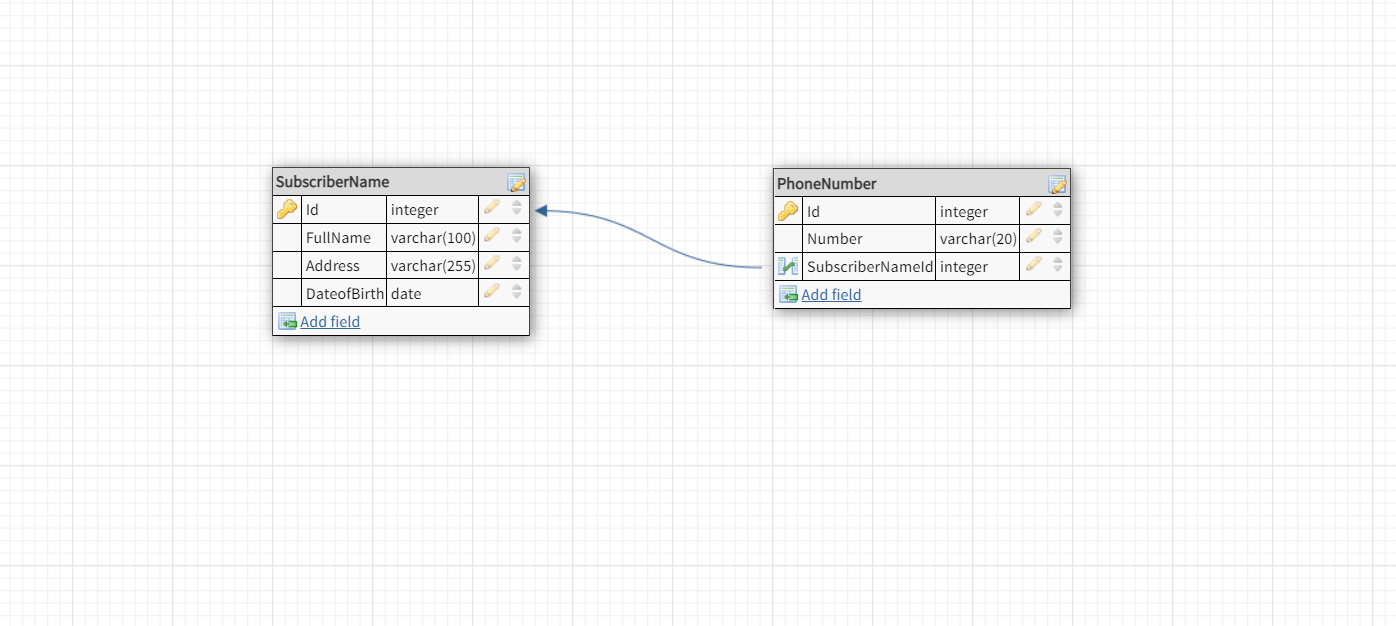 SubscriberName
Id integer
FullName varchar(100)
Address varchar(255)
DateofBirth date
Add field
PhoneNumber
Id integer
Number varchar(20)
SubscriberNameId integer
Add field